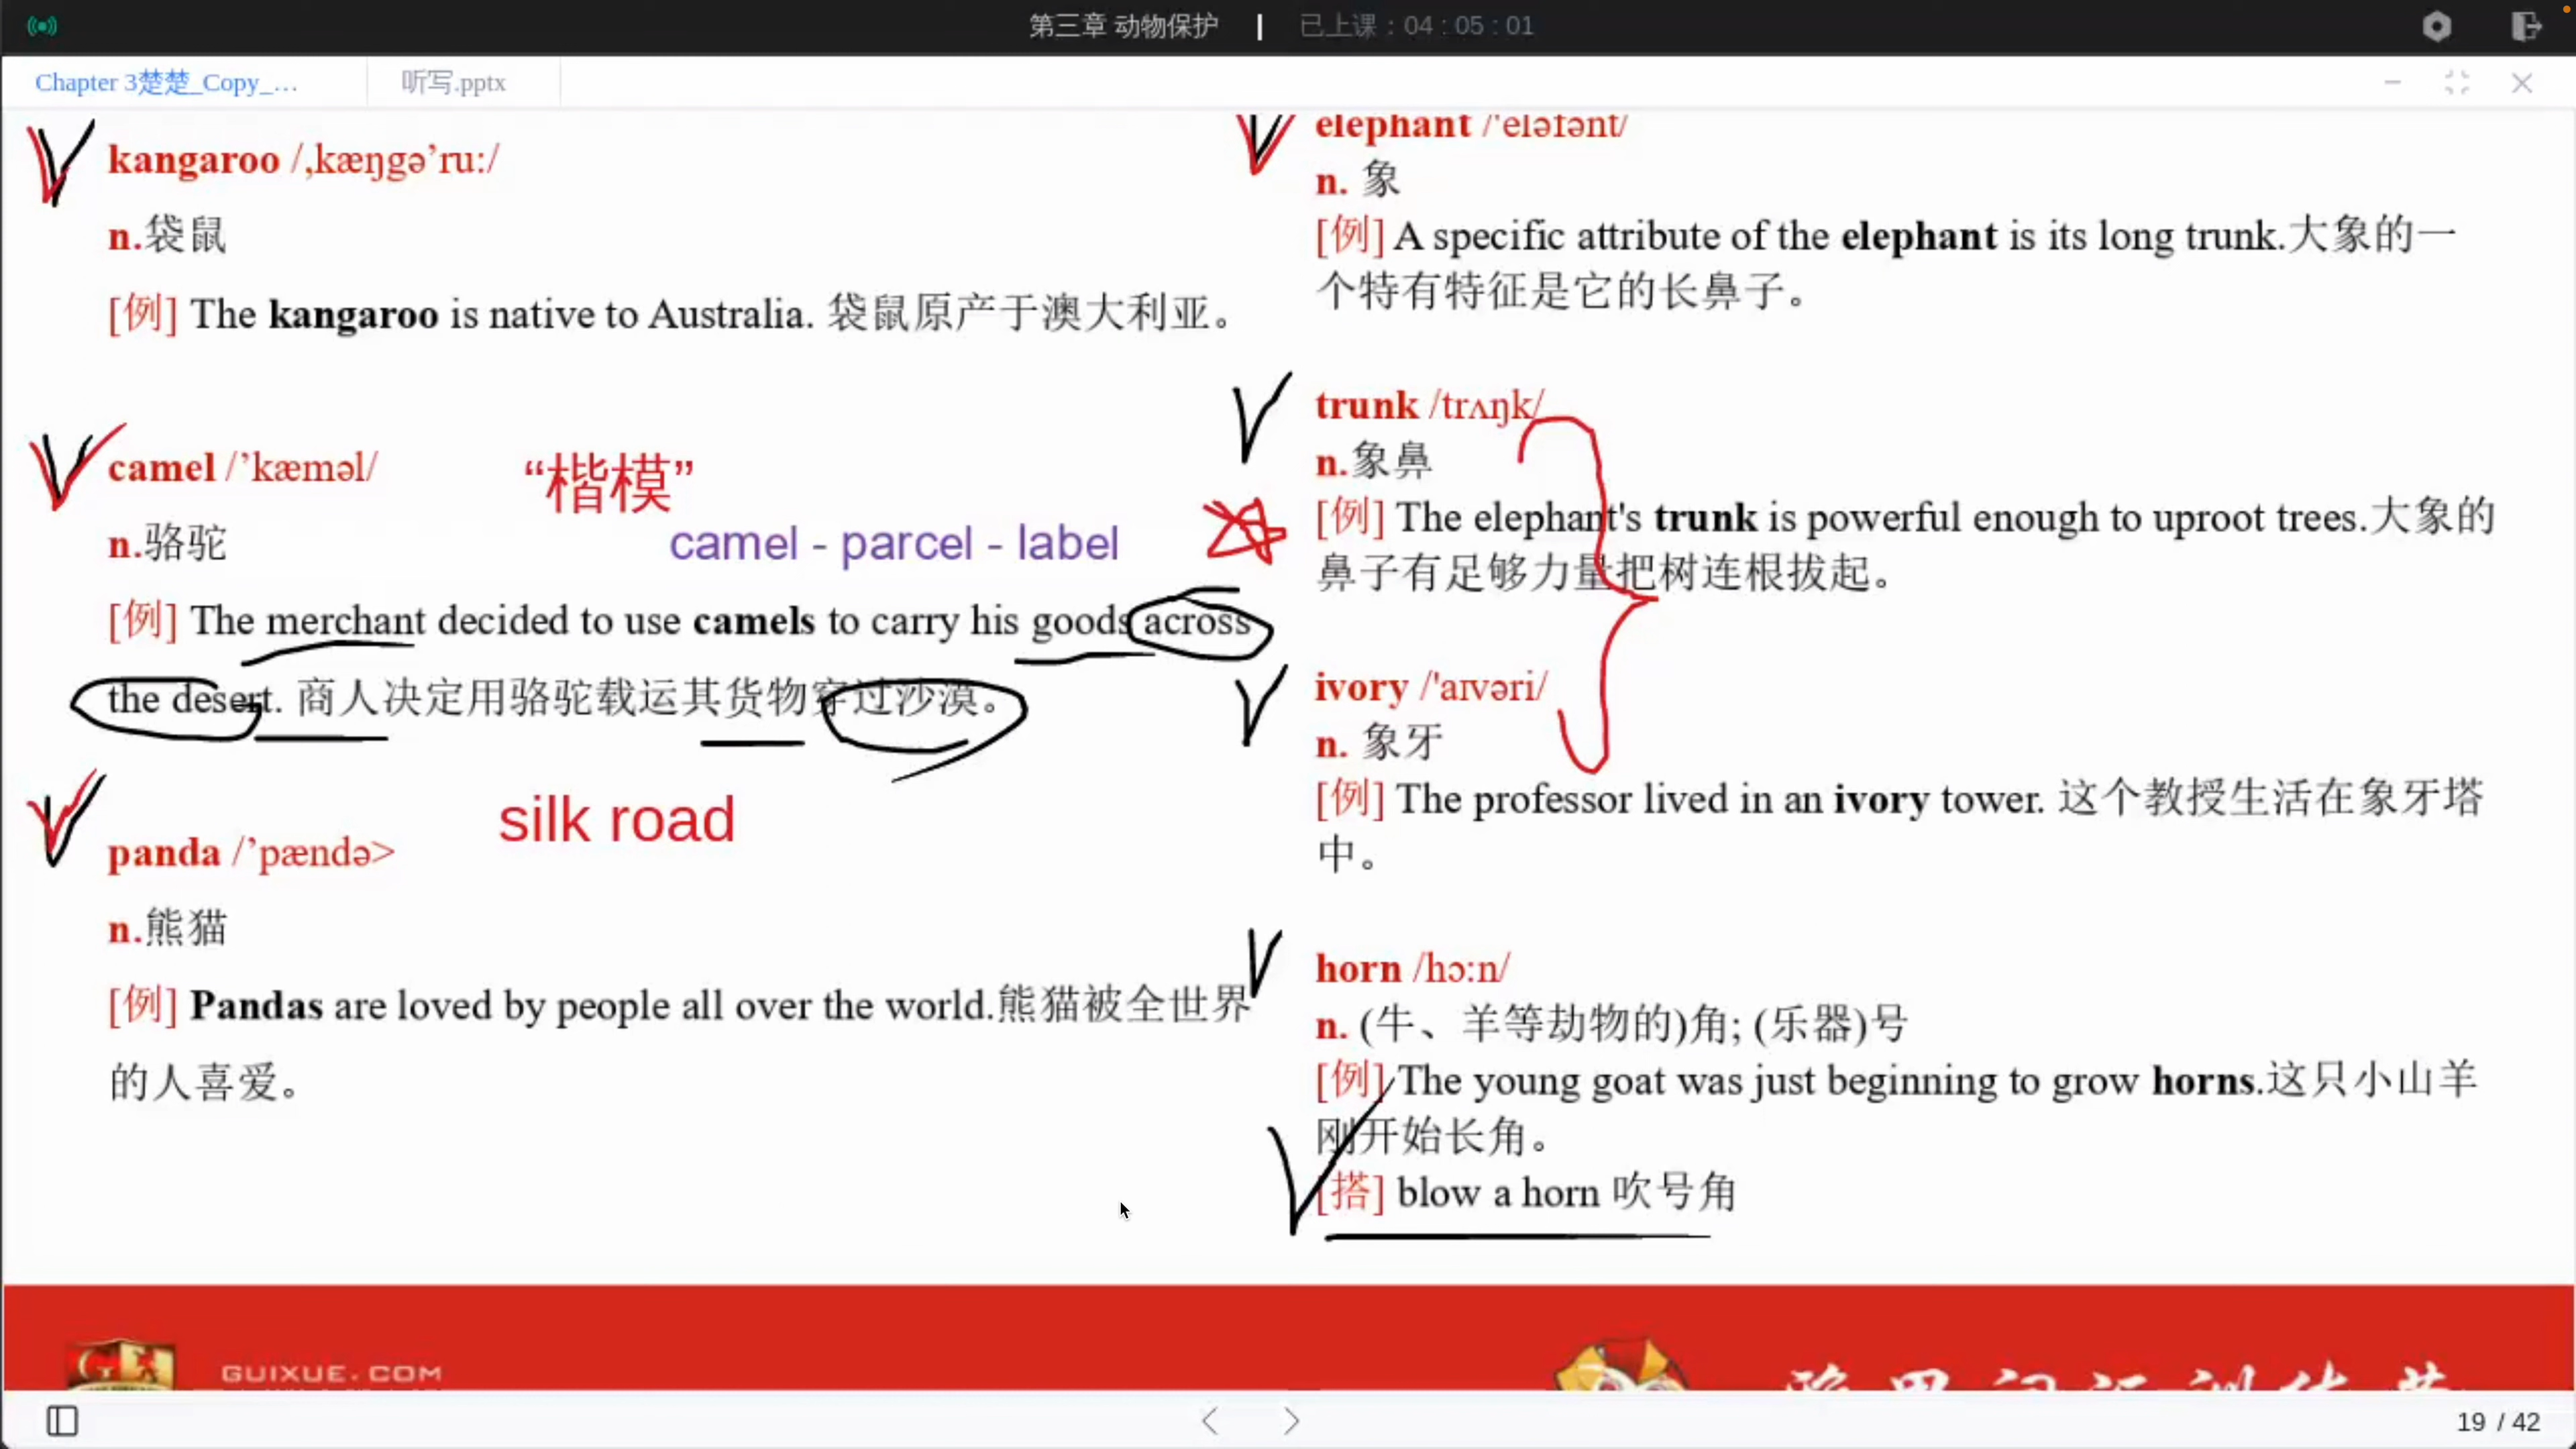 第三章 动物保护 | 已上课：04 : 05 : 01
Chapter 3楚楚_Copy_...
听写.pptx
kangaroo /,kæŋgə’ru:/
n.袋鼠
[例] The kangaroo is native to Australia. 袋鼠原产于澳大利亚。
camel /’kæməl/
“楷模”
n.骆驼
camel - parcel - label
[例] The merchant decided to use camels to carry his goods across
the desert. 商人决定用骆驼载运其货物穿过沙漠。
silk road
panda /’pændə>
n.熊猫
[例] Pandas are loved by people all over the world.熊猫被全世界
的人喜爱。
elephant /'eləfənt/
n. 象
[例] A specific attribute of the elephant is its long trunk.大象的一
个特有特征是它的长鼻子。
trunk /trʌŋk/
n.象鼻
[例] The elephant's trunk is powerful enough to uproot trees.大象的
鼻子有足够力量把树连根拔起。
ivory /'aɪvəri/
n. 象牙
[例] The professor lived in an ivory tower. 这个教授生活在象牙塔
中。
horn /hɔ:n/
n. (牛、羊等劫物的)角; (乐器)号
[例] The young goat was just beginning to grow horns.这只小山羊
刚开始长角。
[搭] blow a horn 吹号角
GUIXUE.COM
19 / 42